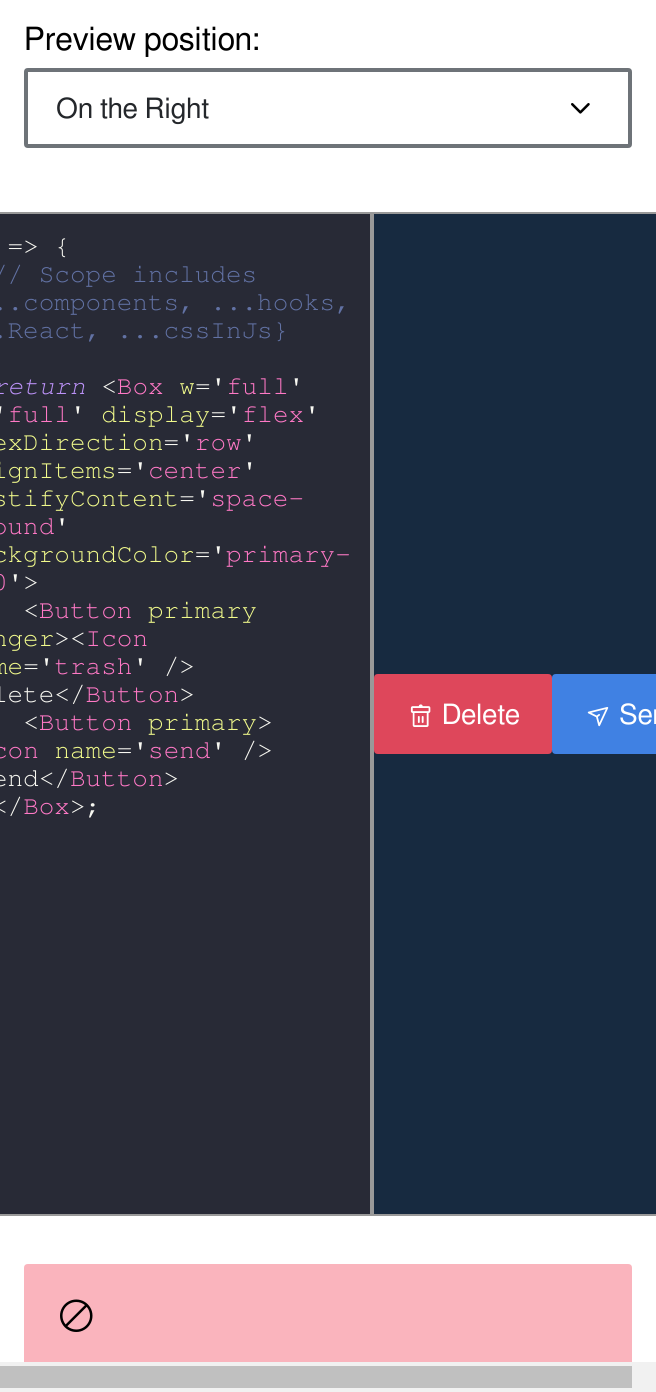 Preview position:
On the Right
=> {
// Scope includes
..components, ...hooks,
.React, ...cssInJs}
return <Box w='full'
'full' display='flex'
exDirection='row'
ignItems='center'
stifyContent='space-
ound'
ckgroundColor='primary-
0'>
<Button primary
nger><Icon
me='trash' />
lete</Button>
<Button primary>
con name='send' />
end</Button>
</Box>;
Delete
Ser